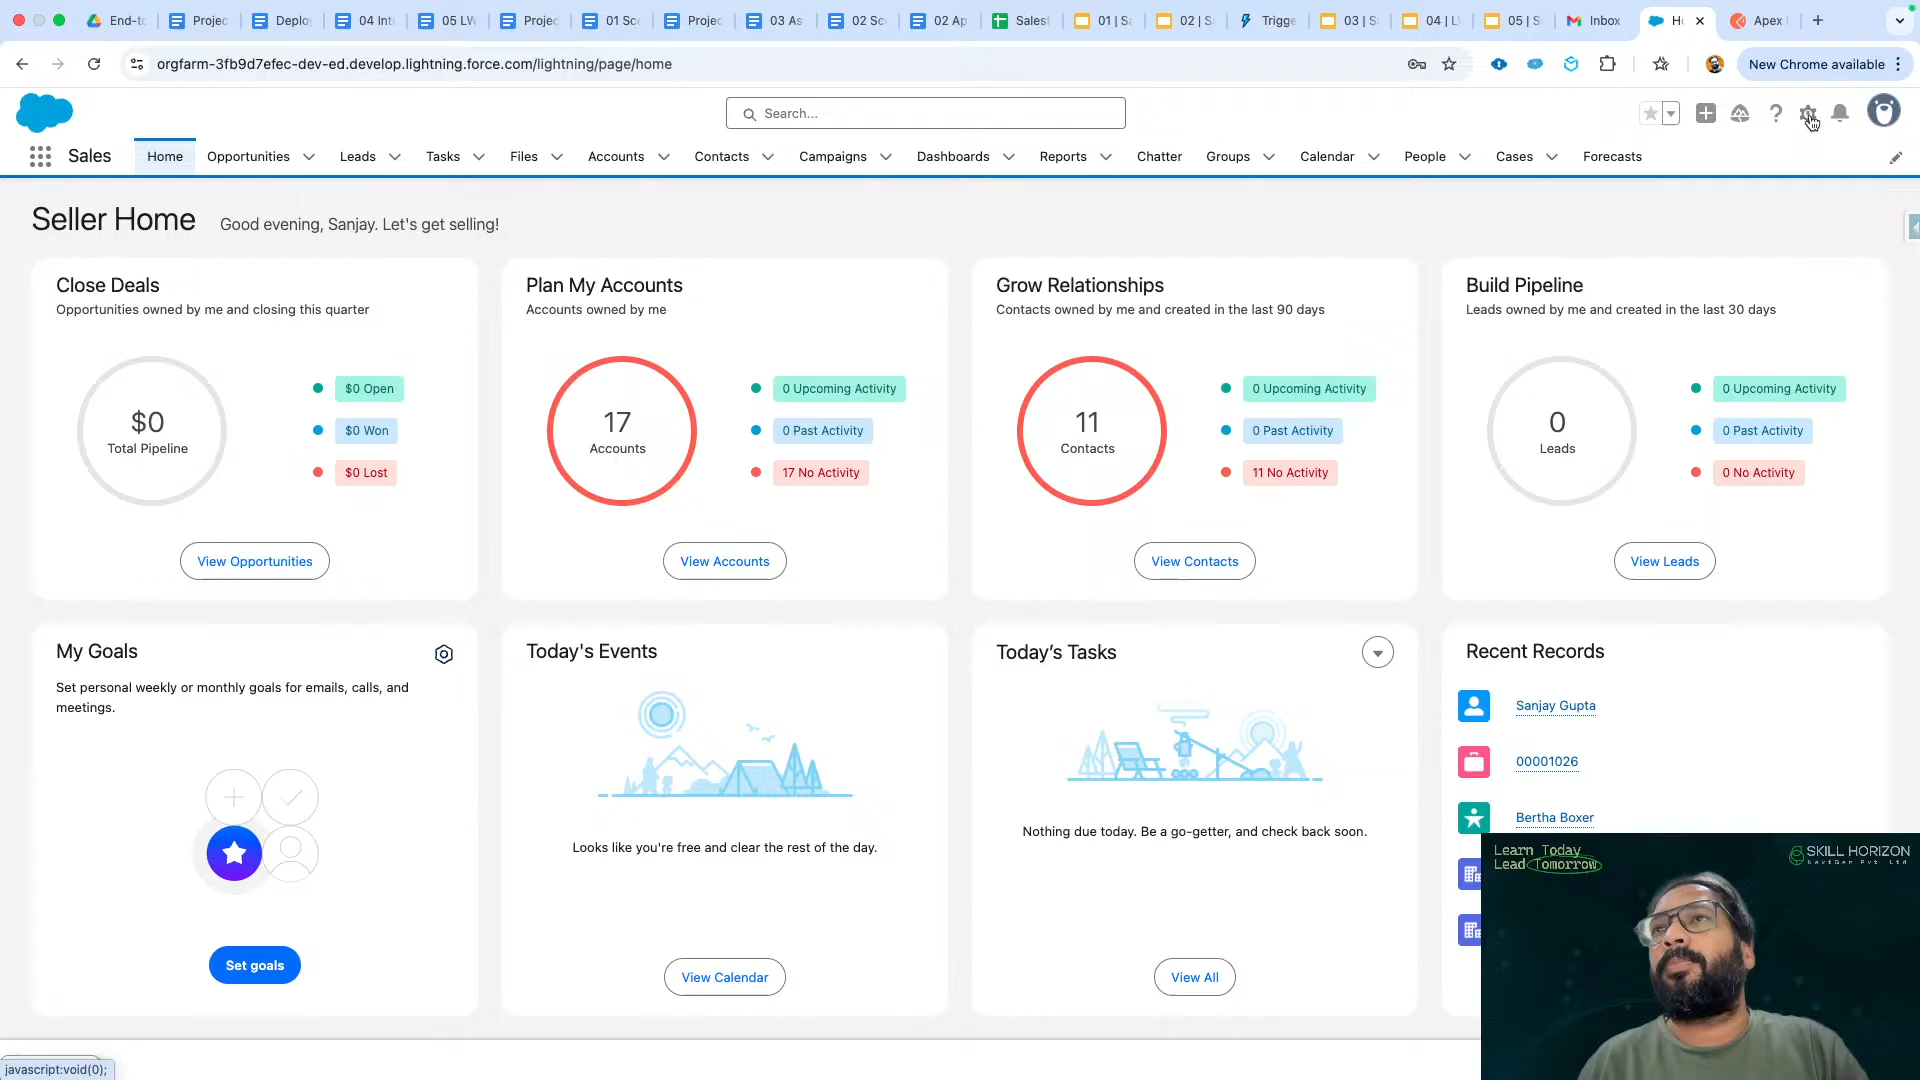 End-to
Projec
Deplo
04 Int
05 LW
Projec
01 Sce
Projec
03 As
02 Sc
02 Ap
Salesf
01 | Sa
02 | S
Trigge
03 | S
04 | L
05 | S
Inbox
H
Apex
orgfarm-3fb9d7efec-dev-ed.develop.lightning.force.com/lightning/page/home
New Chrome available
Search...
Sales
Home
Opportunities
Leads
Tasks
Files
Accounts
Contacts
Campaigns
Dashboards
Reports
Chatter
Groups
Calendar
People
Cases
Forecasts
Seller Home
Good evening, Sanjay. Let's get selling!
Close Deals
Opportunities owned by me and closing this quarter
$0
Total Pipeline
$0 Open
$0 Won
$0 Lost
View Opportunities
Plan My Accounts
Accounts owned by me
17
Accounts
0 Upcoming Activity
0 Past Activity
17 No Activity
View Accounts
Grow Relationships
Contacts owned by me and created in the last 90 days
11
Contacts
0 Upcoming Activity
0 Past Activity
11 No Activity
View Contacts
Build Pipeline
Leads owned by me and created in the last 30 days
0
Leads
0 Upcoming Activity
0 Past Activity
0 No Activity
View Leads
My Goals
Set personal weekly or monthly goals for emails, calls, and
meetings.
Set goals
Today's Events
Looks like you're free and clear the rest of the day.
View Calendar
Today's Tasks
Nothing due today. Be a go-getter, and check back soon.
View All
Recent Records
Sanjay Gupta
00001026
Bertha Boxer
Learn Today
Lead Tomorrow
SKILL HORIZON
NextGen Pvt. Ltd
javascript:void(0);